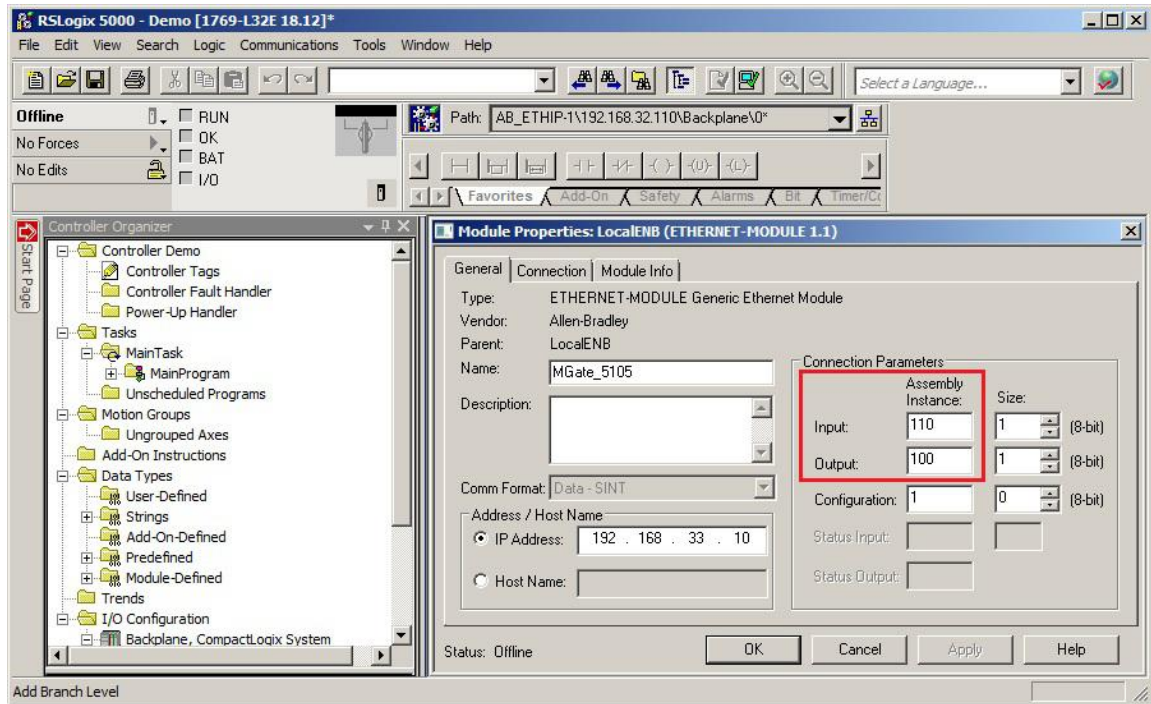 RSLogix 5000 - Demo [1769-L32E 18.12]*
File Edit View Search Logic Communications Tools Window Help
Select a Language...
Offline
RUN
Path: AB_ETHIP-1\192.168.32.110\Backplane\0*
No Forces
OK
No Edits
BAT
I/O
Favorites Add-On Safety Alarms Bit Timer/Co
Start Page
Controller Organizer
Controller Demo
Controller Tags
Controller Fault Handler
Power-Up Handler
Tasks
MainTask
MainProgram
Unscheduled Programs
Motion Groups
Ungrouped Axes
Add-On Instructions
Data Types
User-Defined
Strings
Add-On-Defined
Predefined
Module-Defined
Trends
I/O Configuration
Backplane, CompactLogix System
Module Properties: LocalENB (ETHERNET-MODULE 1.1)
General Connection Module Info
Type: ETHERNET-MODULE Generic Ethernet Module
Vendor: Allen-Bradley
Parent: LocalENB
Name: MGate_5105
Description:
Comm Format: Data - SINT
Address / Host Name
IP Address: 192 . 168 . 33 . 10
Host Name:
Connection Parameters
Assembly
Instance: Size:
Input: 110 1 (8-bit)
Output: 100 1 (8-bit)
Configuration: 1 0 (8-bit)
Status Input:
Status Output:
Status: Offline
OK Cancel Apply Help
Add Branch Level